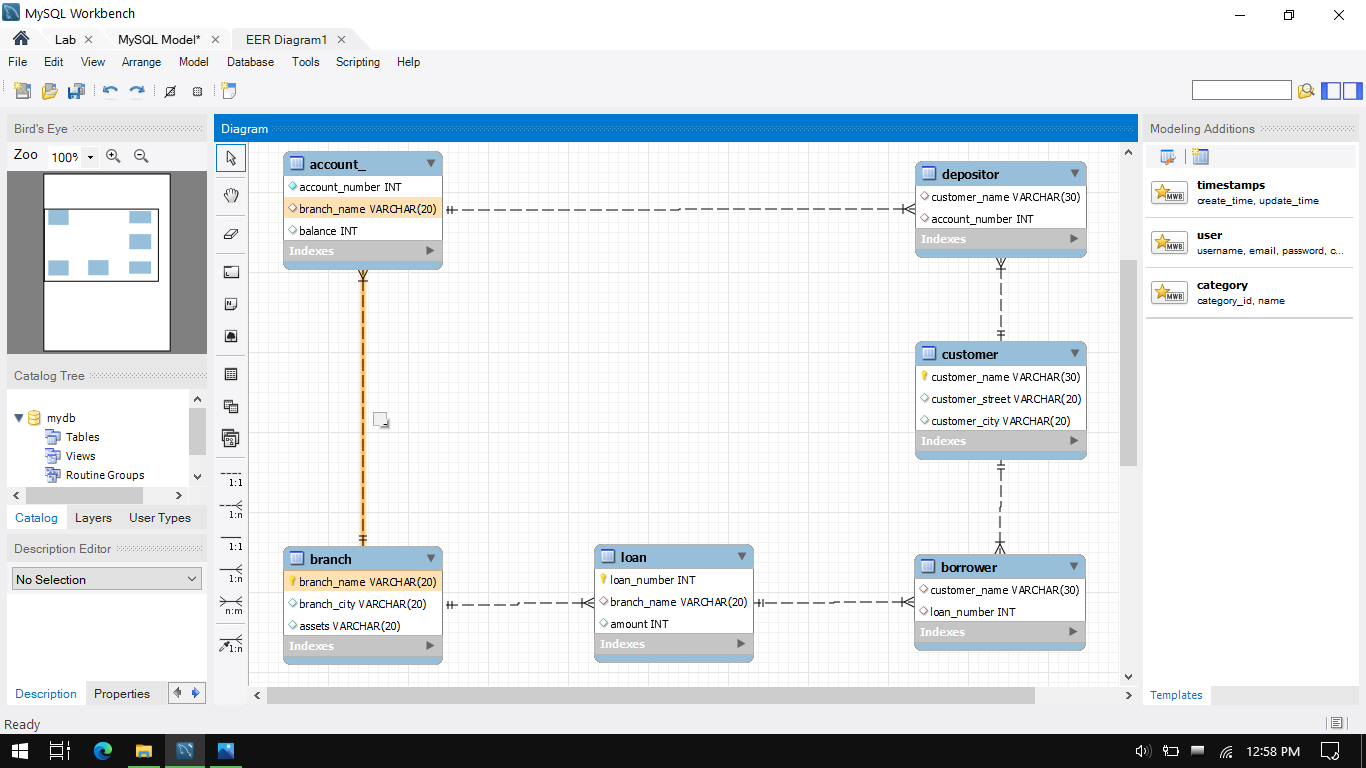 MySQL Workbench
Lab
MySQL Model*
EER Diagram1
File Edit View Arrange Model Database Tools Scripting Help
Bird's Eye
Zoo 100%
Catalog Tree
mydb
Tables
Views
Routine Groups
Catalog Layers User Types
Description Editor
No Selection
Description Properties
Diagram
1:1
1:n
1:1
1:n
n:m
1:n
account_
account_number INT
branch_name VARCHAR(20)
balance INT
Indexes
depositor
customer_name VARCHAR(30)
account_number INT
Indexes
customer
customer_name VARCHAR(30)
customer_street VARCHAR(20)
customer_city VARCHAR(20)
Indexes
branch
branch_name VARCHAR(20)
branch_city VARCHAR(20)
assets VARCHAR(20)
Indexes
loan
loan_number INT
branch_name VARCHAR(20)
amount INT
Indexes
borrower
customer_name VARCHAR(30)
loan_number INT
Indexes
Modeling Additions
MWB
timestamps
create_time, update_time
MWB
user
username, email, password, c...
MWB
category
category_id, name
Templates
Ready
12:58 PM